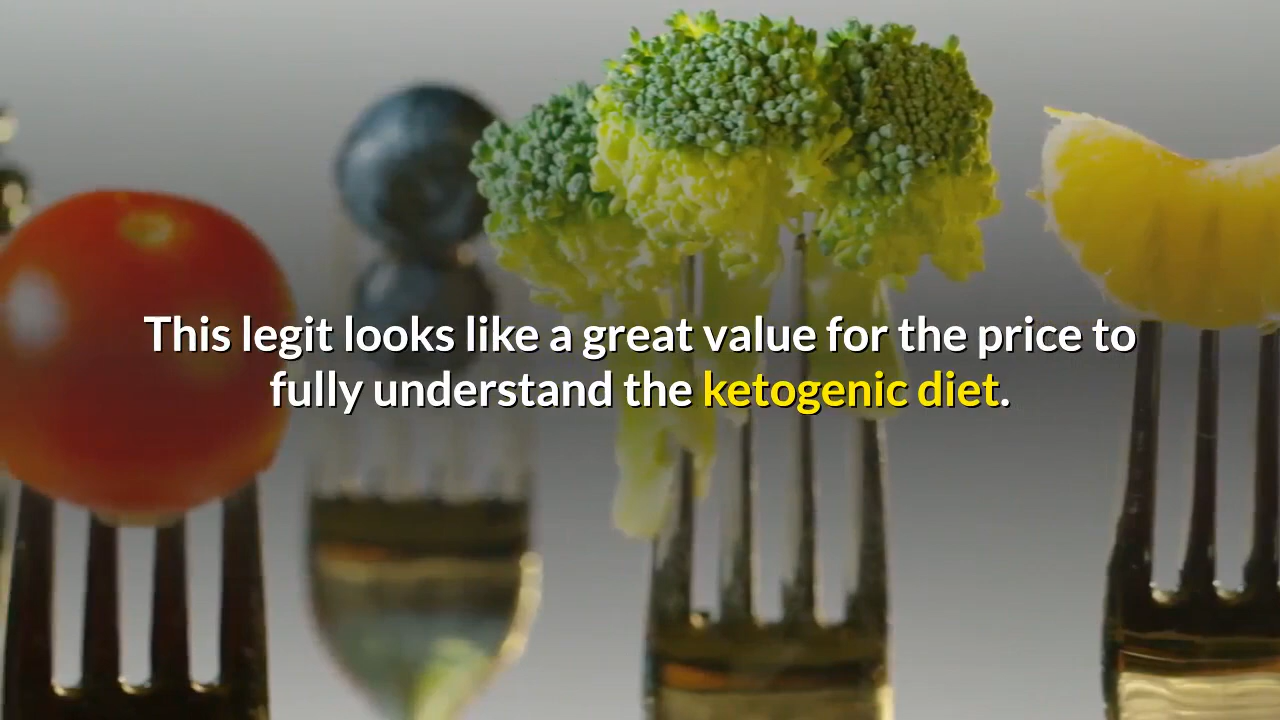 This legit looks like a great value for the price to
fully understand the ketogenic diet.